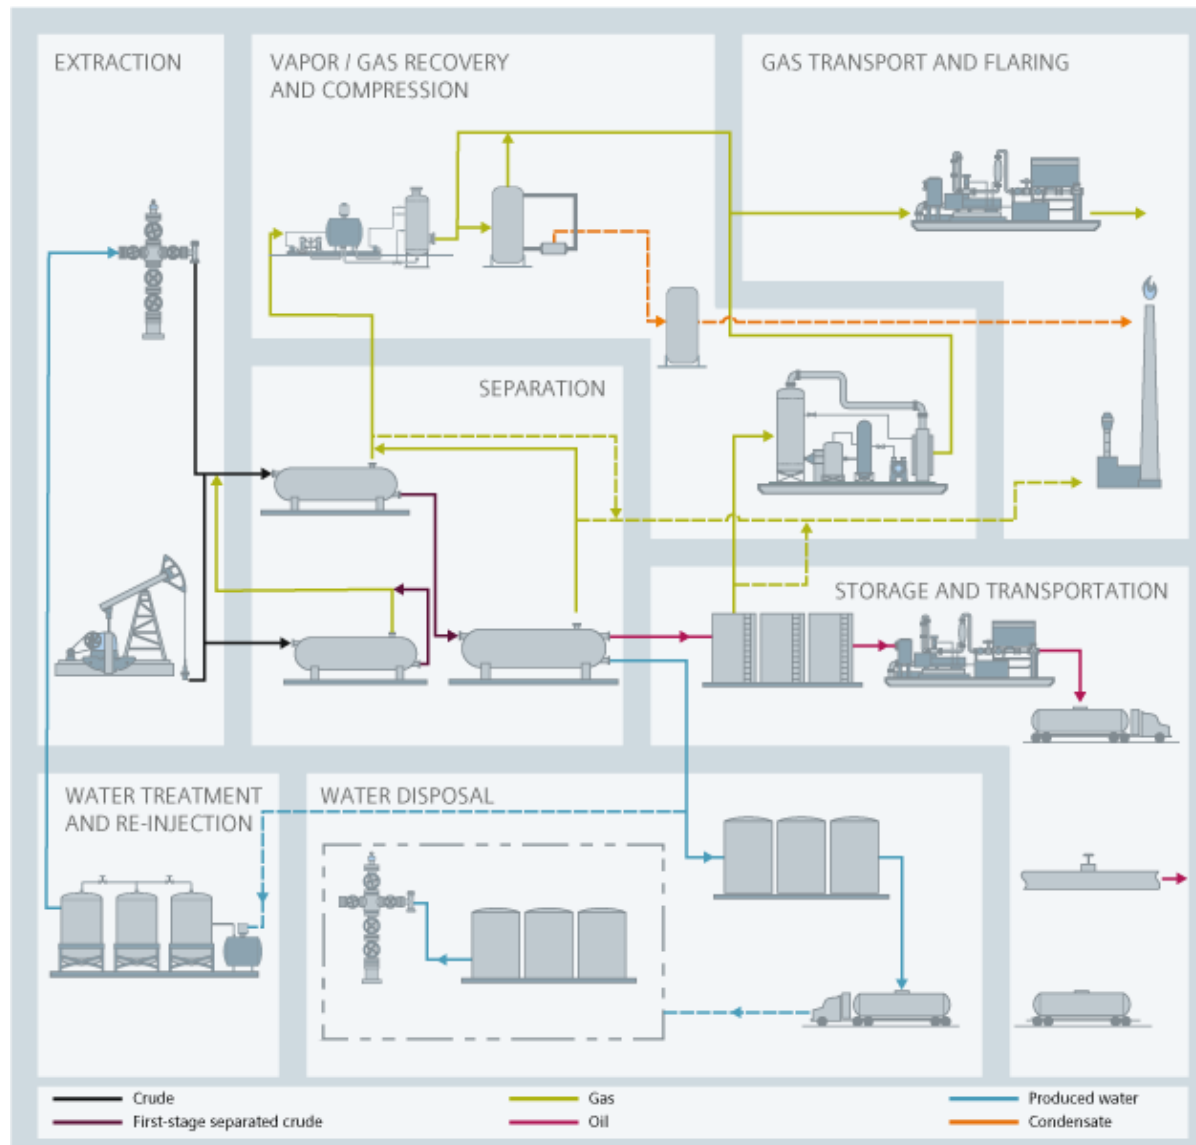 EXTRACTION
VAPOR / GAS RECOVERY
AND COMPRESSION
GAS TRANSPORT AND FLARING
SEPARATION
STORAGE AND TRANSPORTATION
WATER TREATMENT
AND RE-INJECTION
WATER DISPOSAL
Crude
Gas
Produced water
First-stage separated crude
Oil
Condensate